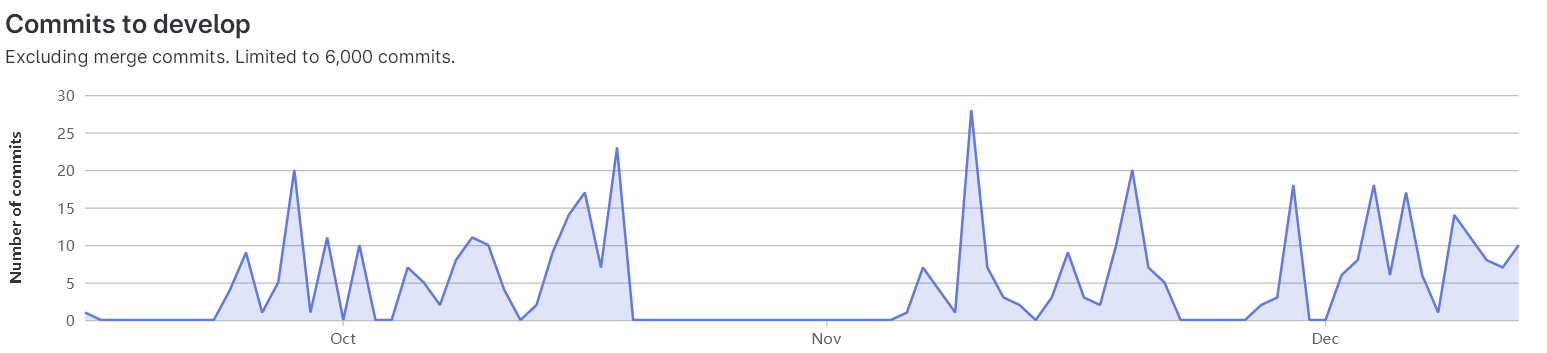 Commits to develop
Excluding merge commits. Limited to 6,000 commits.
Number of commits
30
25
20
15
10
5
0
Oct
Nov
Dec